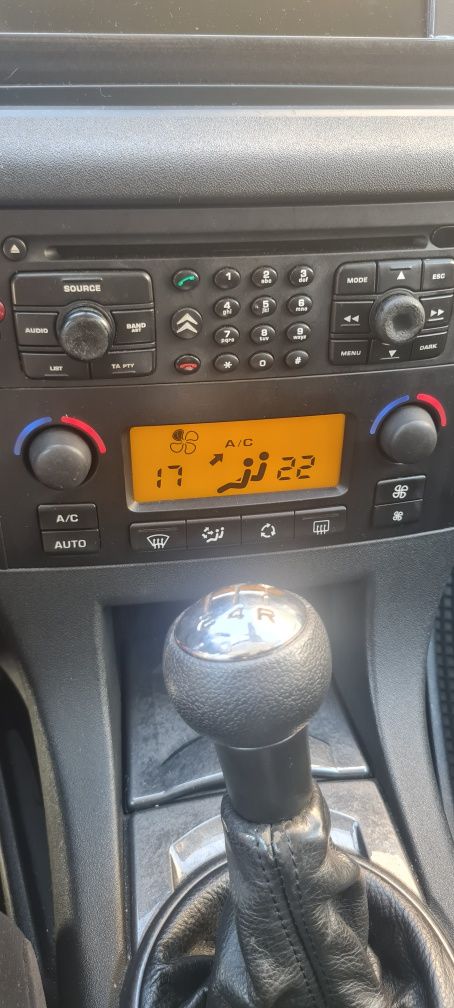 SOURCE
AUDIO
BAND
AST
LIST
TA PTY
1
2 abc
3 def
4 ghi
5 jkl
6 mno
7 pqrs
8 tuv
9 wxyz
* 0 #
MODE
ESC
MENU
DARK
A/C
17
22
A/C
AUTO
4 R